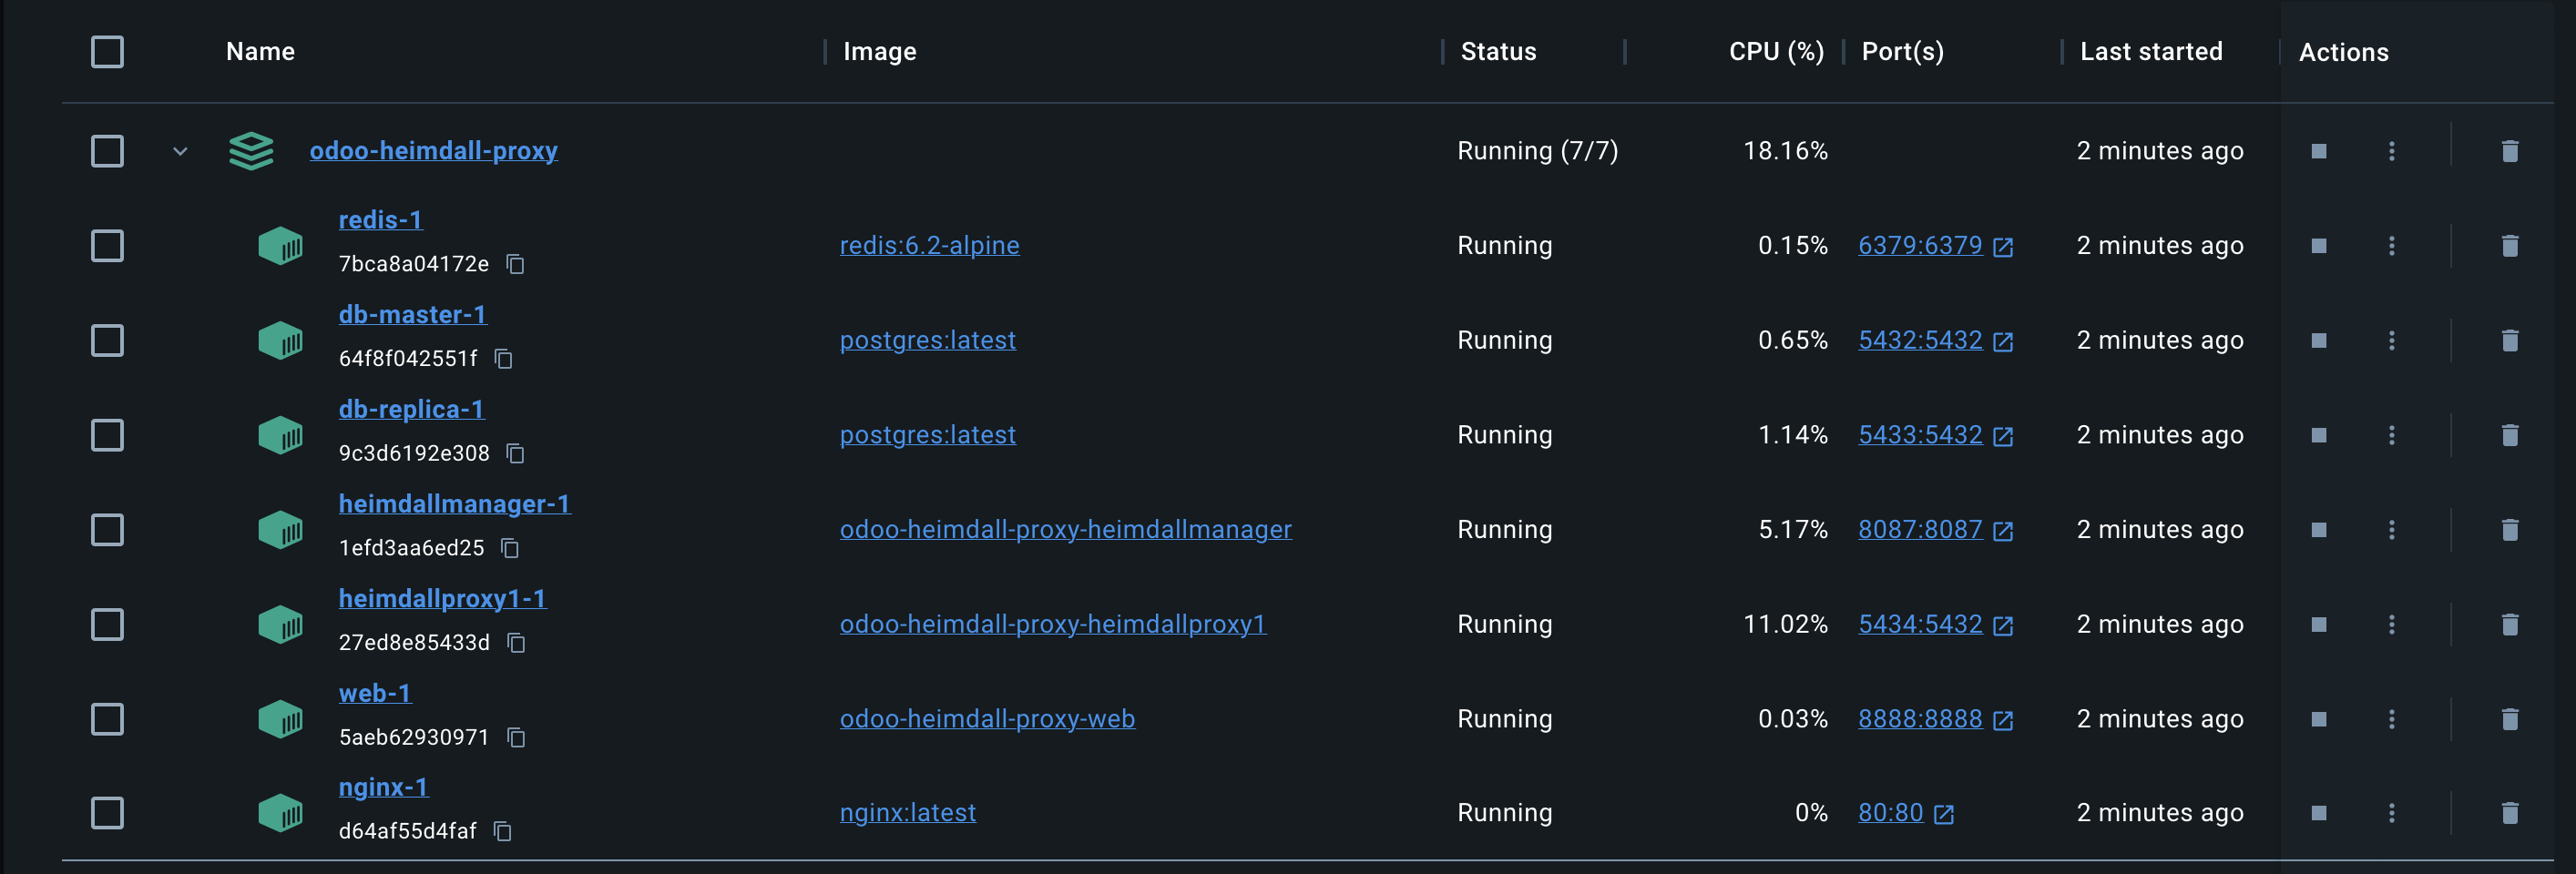 Name Image Status CPU (%) Port(s) Last started Actions
odoo-heimdall-proxy Running (7/7) 18.16% 2 minutes ago
redis-1
7bca8a04172e redis:6.2-alpine Running 0.15% 6379:6379 2 minutes ago
db-master-1
64f8f042551f postgres:latest Running 0.65% 5432:5432 2 minutes ago
db-replica-1
9c3d6192e308 postgres:latest Running 1.14% 5433:5432 2 minutes ago
heimdallmanager-1
1efd3aa6ed25 odoo-heimdall-proxy-heimdallmanager Running 5.17% 8087:8087 2 minutes ago
heimdallproxy1-1
27ed8e85433d odoo-heimdall-proxy-heimdallproxy1 Running 11.02% 5434:5432 2 minutes ago
web-1
5aeb62930971 odoo-heimdall-proxy-web Running 0.03% 8888:8888 2 minutes ago
nginx-1
d64af55d4faf nginx:latest Running 0% 80:80 2 minutes ago